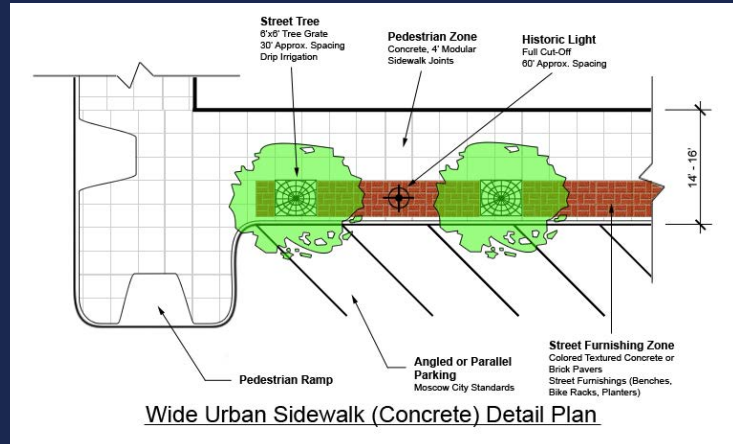 Street Tree
6'x6' Tree Grate
30' Approx. Spacing
Drip Irrigation
Pedestrian Zone
Concrete, 4' Modular
Sidewalk Joints
Historic Light
Full Cut-Off
60' Approx. Spacing
14' - 16'
Pedestrian Ramp
Angled or Parallel
Parking
Moscow City Standards
Street Furnishing Zone
Colored Textured Concrete or
Brick Pavers
Street Furnishings (Benches,
Bike Racks, Planters)
Wide Urban Sidewalk (Concrete) Detail Plan